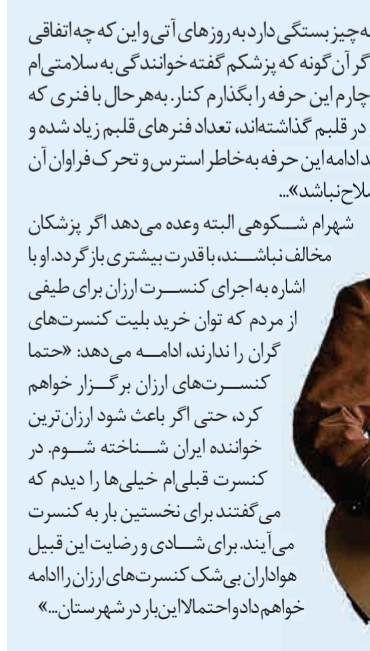 ه‌چیز بستگی دارد به روزهای آتی و این که چه اتفاقی
گر آن گونه که پزشکم گفته خوانندگی به سلامتی‌ام
چارم این حرفه را بگذارم کنار. به‌هر حال با فنری که
در قلبم گذاشته‌اند، تعداد فنرهای قلبم زیاد شده و
د ادامه این حرفه به‌خاطر استرس و تحرک فراوان آن
لاح نباشد»...
شهرام شکوهی البته وعده می‌دهد اگر پزشکان
مخالف نباشند، با قدرت بیشتری بازگردد. او با
اشاره به اجرای کنسرت ارزان برای طیفی
از مردم که توان خرید بلیت کنسرت‌های
گران را ندارند، ادامه می‌دهد: «حتما
کنسرت‌های ارزان برگزار خواهم
کرد، حتی اگر باعث شود ارزان‌ترین
خواننده ایران شناخته شوم. در
کنسرت قبلی‌ام خیلی‌ها را دیدم که
می‌گفتند برای نخستین بار به کنسرت
می‌آیند. برای شادی و رضایت این قبیل
هواداران بی‌شک کنسرت‌های ارزان را ادامه
خواهم داد و احتمالا این بار در شهرستان...»